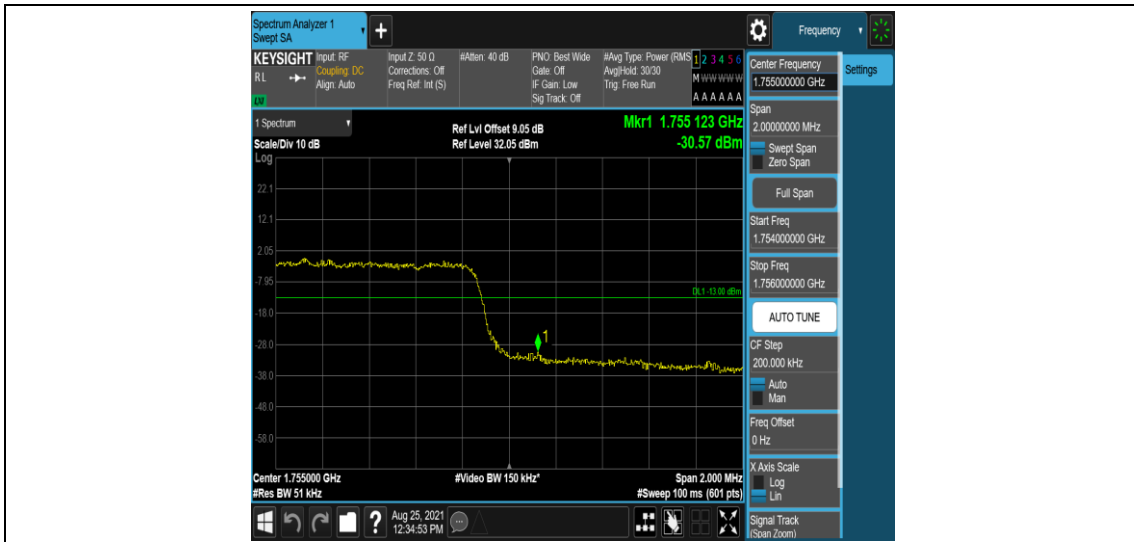 Spectrum Analyzer 1
Swept SA
+
Frequency
KEYSIGHT
RL
LXI
Input: RF
Coupling: DC
Align: Auto
Input Z: 50 Ω
Corrections: Off
Freq Ref: Int (S)
#Atten: 40 dB
PNO: Best Wide
Gate: Off
IF Gain: Low
Sig Track: Off
#Avg Type: Power (RMS
Avg|Hold: 30/30
Trig: Free Run
1 2 3 4 5 6
M W W W W W
A A A A A A
1 Spectrum
Scale/Div 10 dB
Log
Ref Lvl Offset 9.05 dB
Ref Level 32.05 dBm
Mkr1 1.755 123 GHz
-30.57 dBm
22.1
12.1
2.05
-7.95
DL1 -13.00 dBm
-18.0
-28.0
1
-38.0
-48.0
-58.0
Center 1.755000 GHz
#Res BW 51 kHz
#Video BW 150 kHz*
Span 2.000 MHz
#Sweep 100 ms (601 pts)
?
Aug 25, 2021
12:34:53 PM
Center Frequency
1.755000000 GHz
Settings
Span
2.00000000 MHz
Swept Span
Zero Span
Full Span
Start Freq
1.754000000 GHz
Stop Freq
1.756000000 GHz
AUTO TUNE
CF Step
200.000 kHz
Auto
Man
Freq Offset
0 Hz
X Axis Scale
Log
Lin
Signal Track
(Span Zoom)